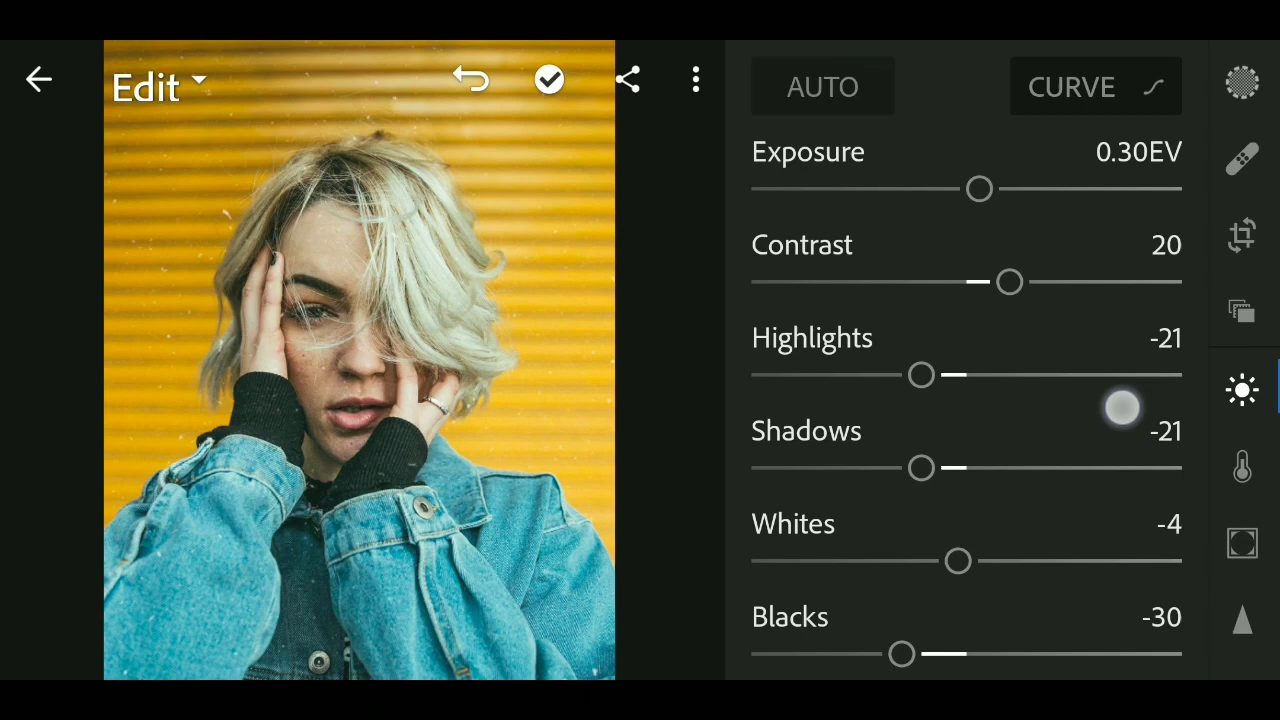 Edit
AUTO
CURVE
Exposure 0.30EV
Contrast 20
Highlights -21
Shadows -21
Whites -4
Blacks -30